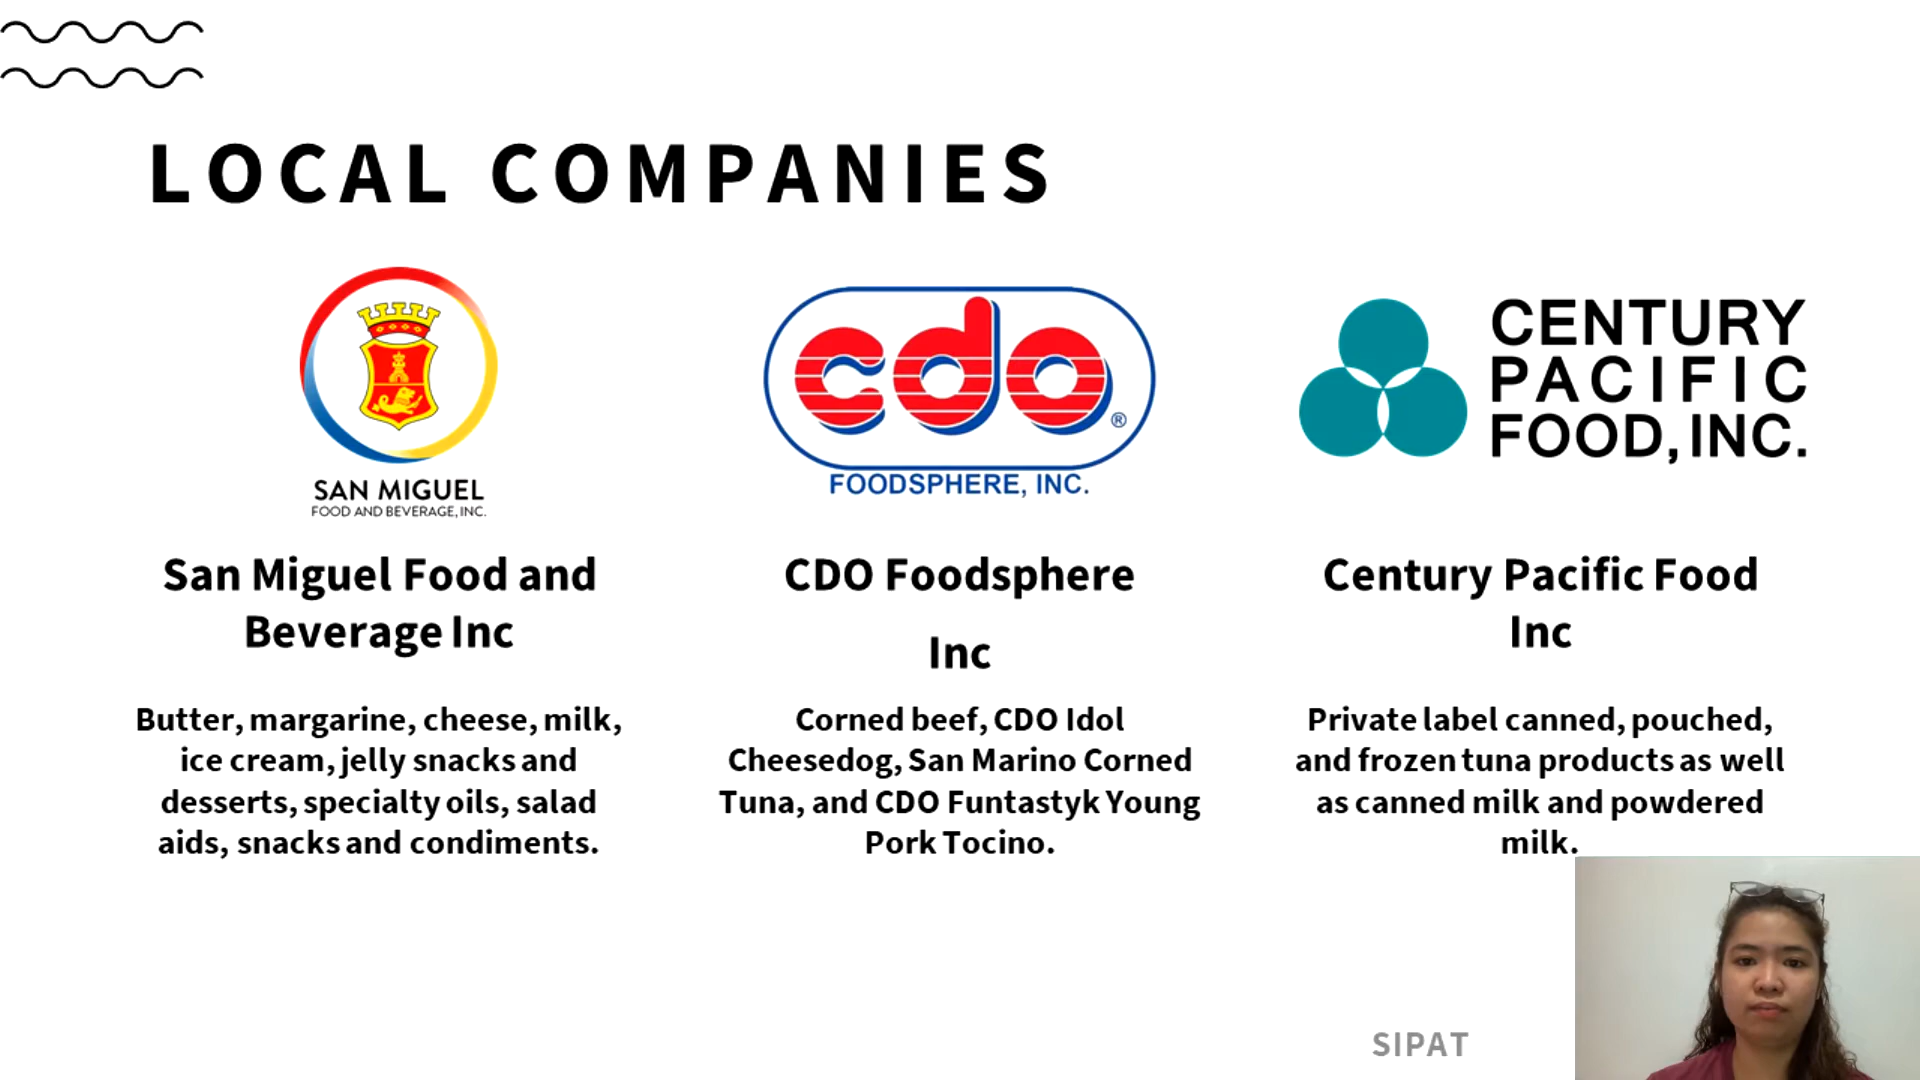 LOCAL COMPANIES
SAN MIGUEL
FOOD AND BEVERAGE, INC.
cdo
®
FOODSPHERE, INC.
CENTURY
PACIFIC
FOOD, INC.
San Miguel Food and
Beverage Inc
Butter, margarine, cheese, milk,
ice cream, jelly snacks and
desserts, specialty oils, salad
aids, snacks and condiments.
CDO Foodsphere
Inc
Corned beef, CDO Idol
Cheesedog, San Marino Corned
Tuna, and CDO Funtastyk Young
Pork Tocino.
Century Pacific Food
Inc
Private label canned, pouched,
and frozen tuna products as well
as canned milk and powdered
milk.
SIPAT